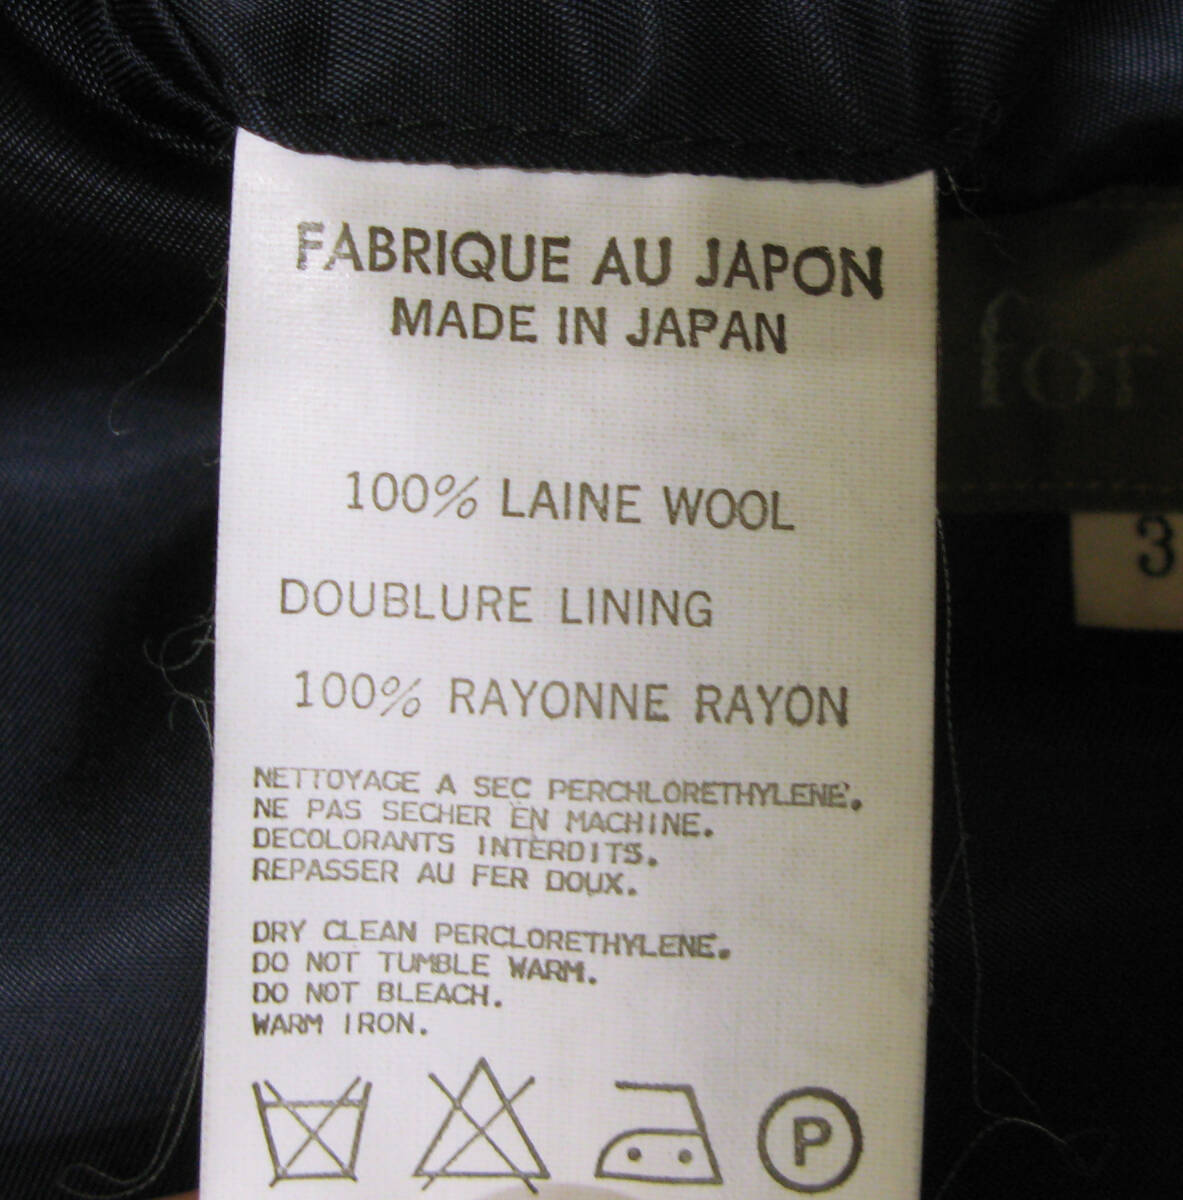 FABRIQUE AU JAPON
MADE IN JAPAN
100% LAINE WOOL
DOUBLURE LINING
100% RAYONNE RAYON
NETTOYAGE A SEC PERCHLORETHYLENE.
NE PAS SECHER EN MACHINE.
DECOLORANTS INTERDITS.
REPASSER AU FER DOUX.
DRY CLEAN PERCLORETHYLENE.
DO NOT TUMBLE WARM.
DO NOT BLEACH.
WARM IRON.
P
for
3